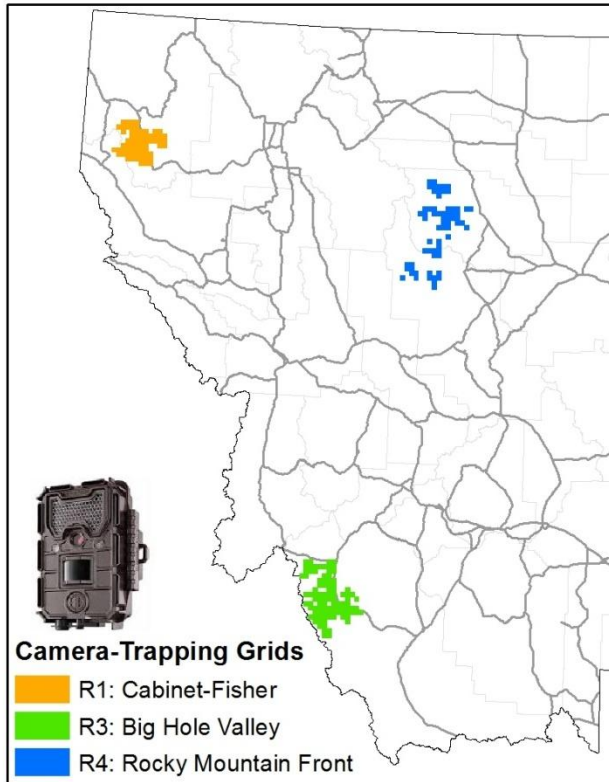 Camera-Trapping Grids
R1: Cabinet-Fisher
R3: Big Hole Valley
R4: Rocky Mountain Front